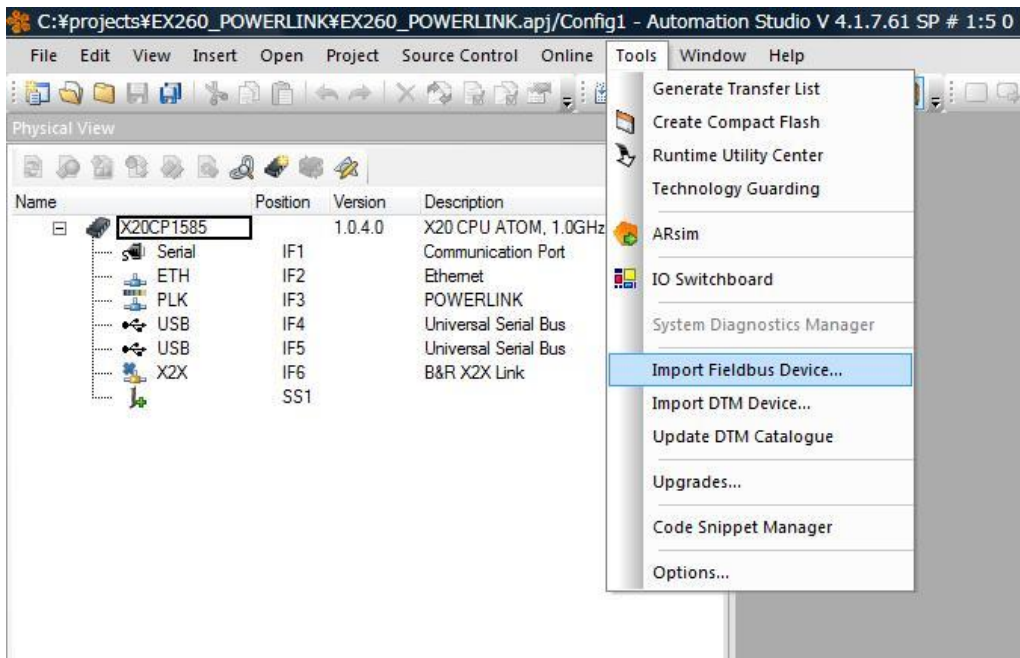 C:¥projects¥EX260_POWERLINK¥EX260_POWERLINK.apj/Config1 - Automation Studio V 4.1.7.61 SP # 1:5 0
File Edit View Insert Open Project Source Control Online Tools Window Help
Physical View
Name Position Version Description
X20CP1585 1.0.4.0 X20 CPU ATOM, 1.0GHz
Serial IF1 Communication Port
ETH IF2 Ethernet
PLK IF3 POWERLINK
USB IF4 Universal Serial Bus
USB IF5 Universal Serial Bus
X2X IF6 B&R X2X Link
SS1
Generate Transfer List
Create Compact Flash
Runtime Utility Center
Technology Guarding
ARsim
IO Switchboard
System Diagnostics Manager
Import Fieldbus Device...
Import DTM Device...
Update DTM Catalogue
Upgrades...
Code Snippet Manager
Options...